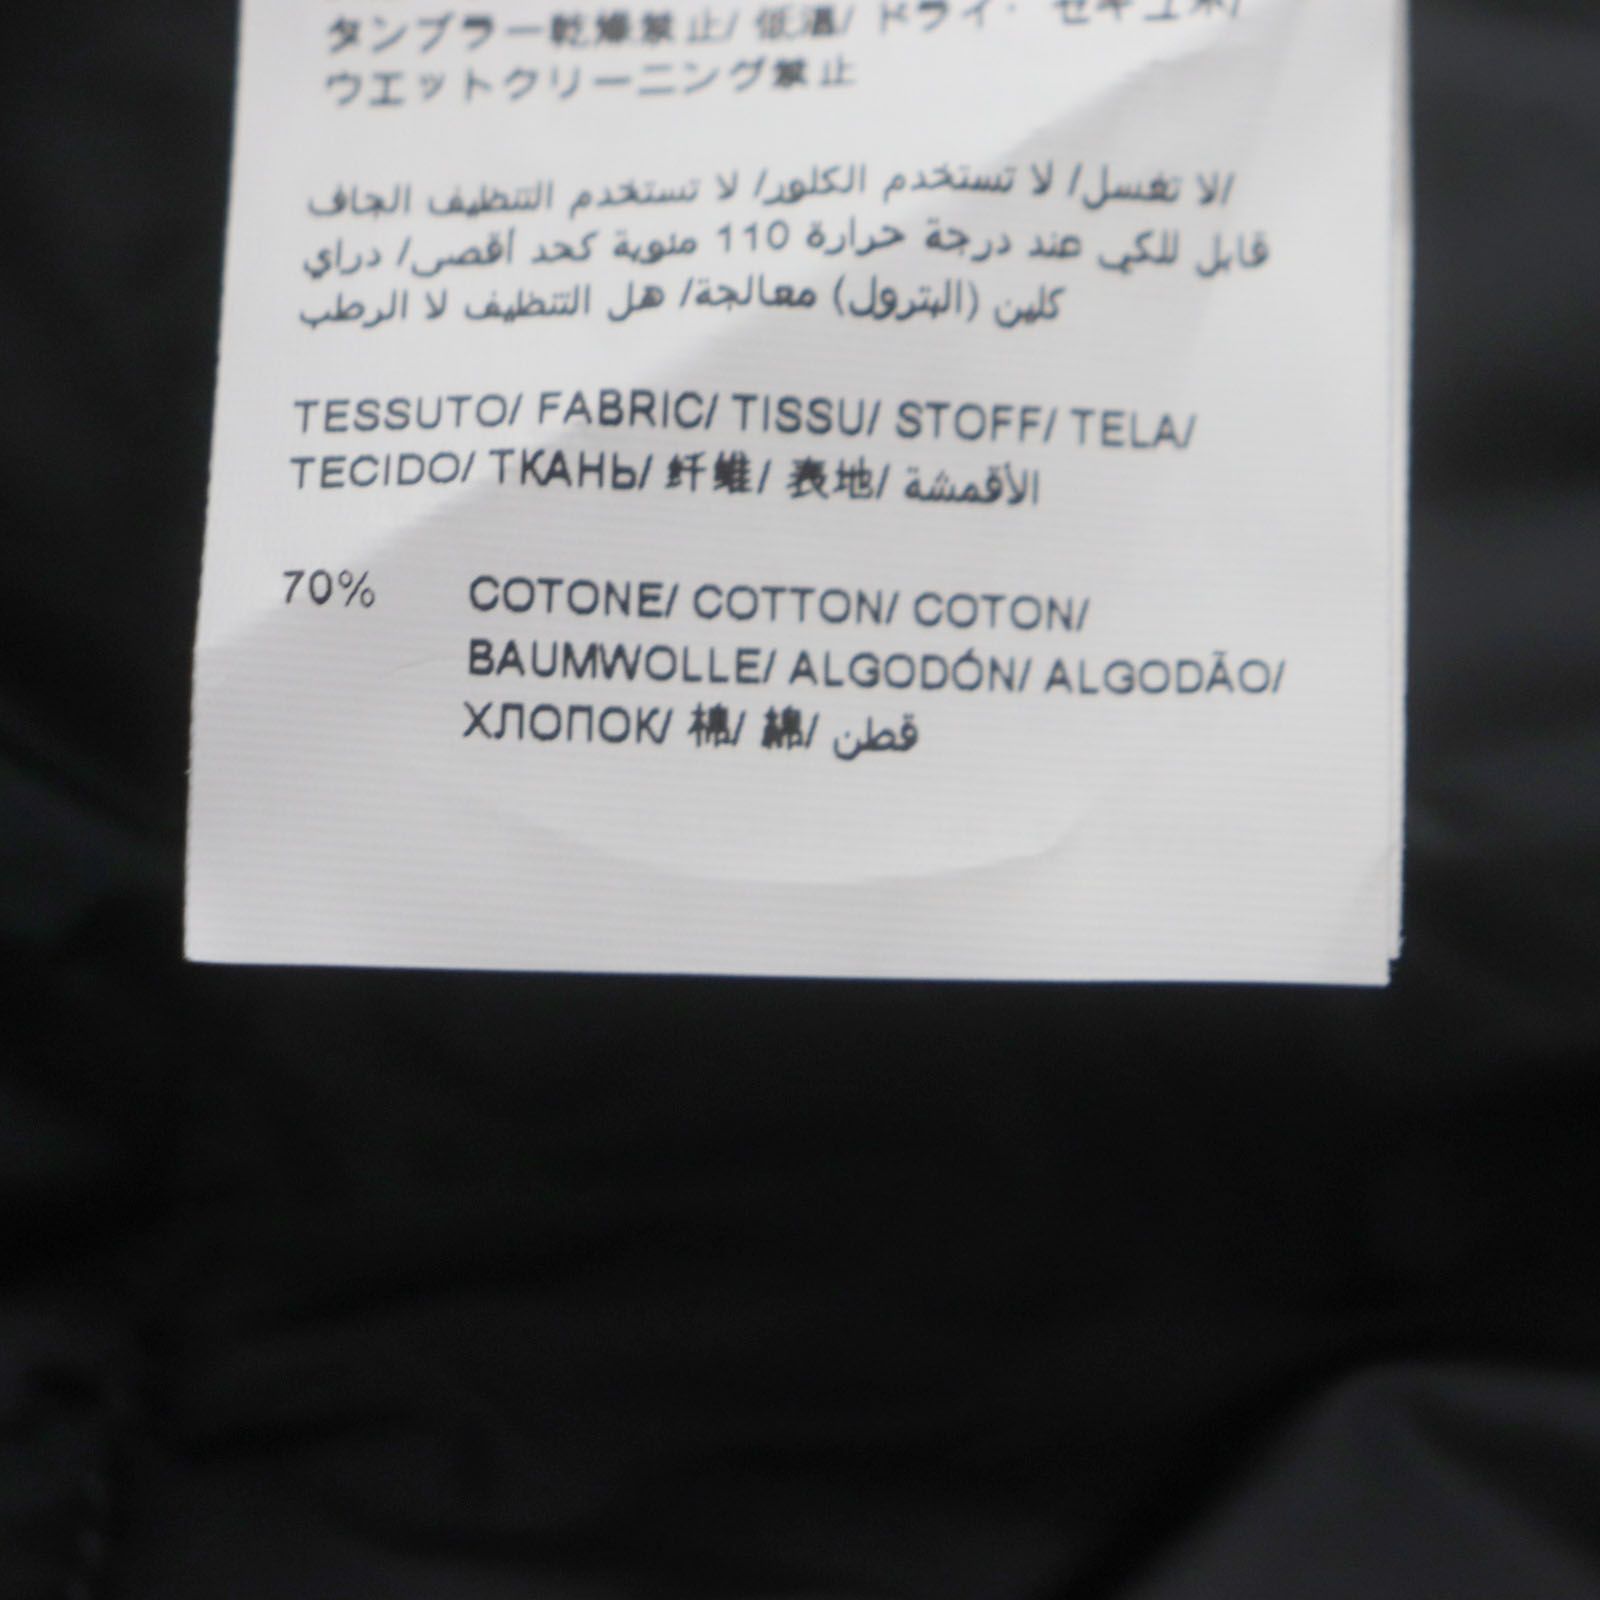 タンブラー乾燥禁止/ 低温/ ドライ・セキユネ/
ウエットクリーニング禁止
لا تغسل/ لا تستخدم الكلور/ لا تستخدم التنظيف الجاف/
قابل للكي عند درجة حرارة 110 مئوية كحد أقصى/ دراي
كلين (البترول) معالجة/ هل التنظيف لا الرطب
TESSUTO/ FABRIC/ TISSU/ STOFF/ TELA/
TECIDO/ ТКАНЬ/ 纤维/ 表地/ الأقمشة
70% COTONE/ COTTON/ COTON/
BAUMWOLLE/ ALGODÓN/ ALGODÃO/
ХЛОПОК/ 棉/ 綿/ قطن